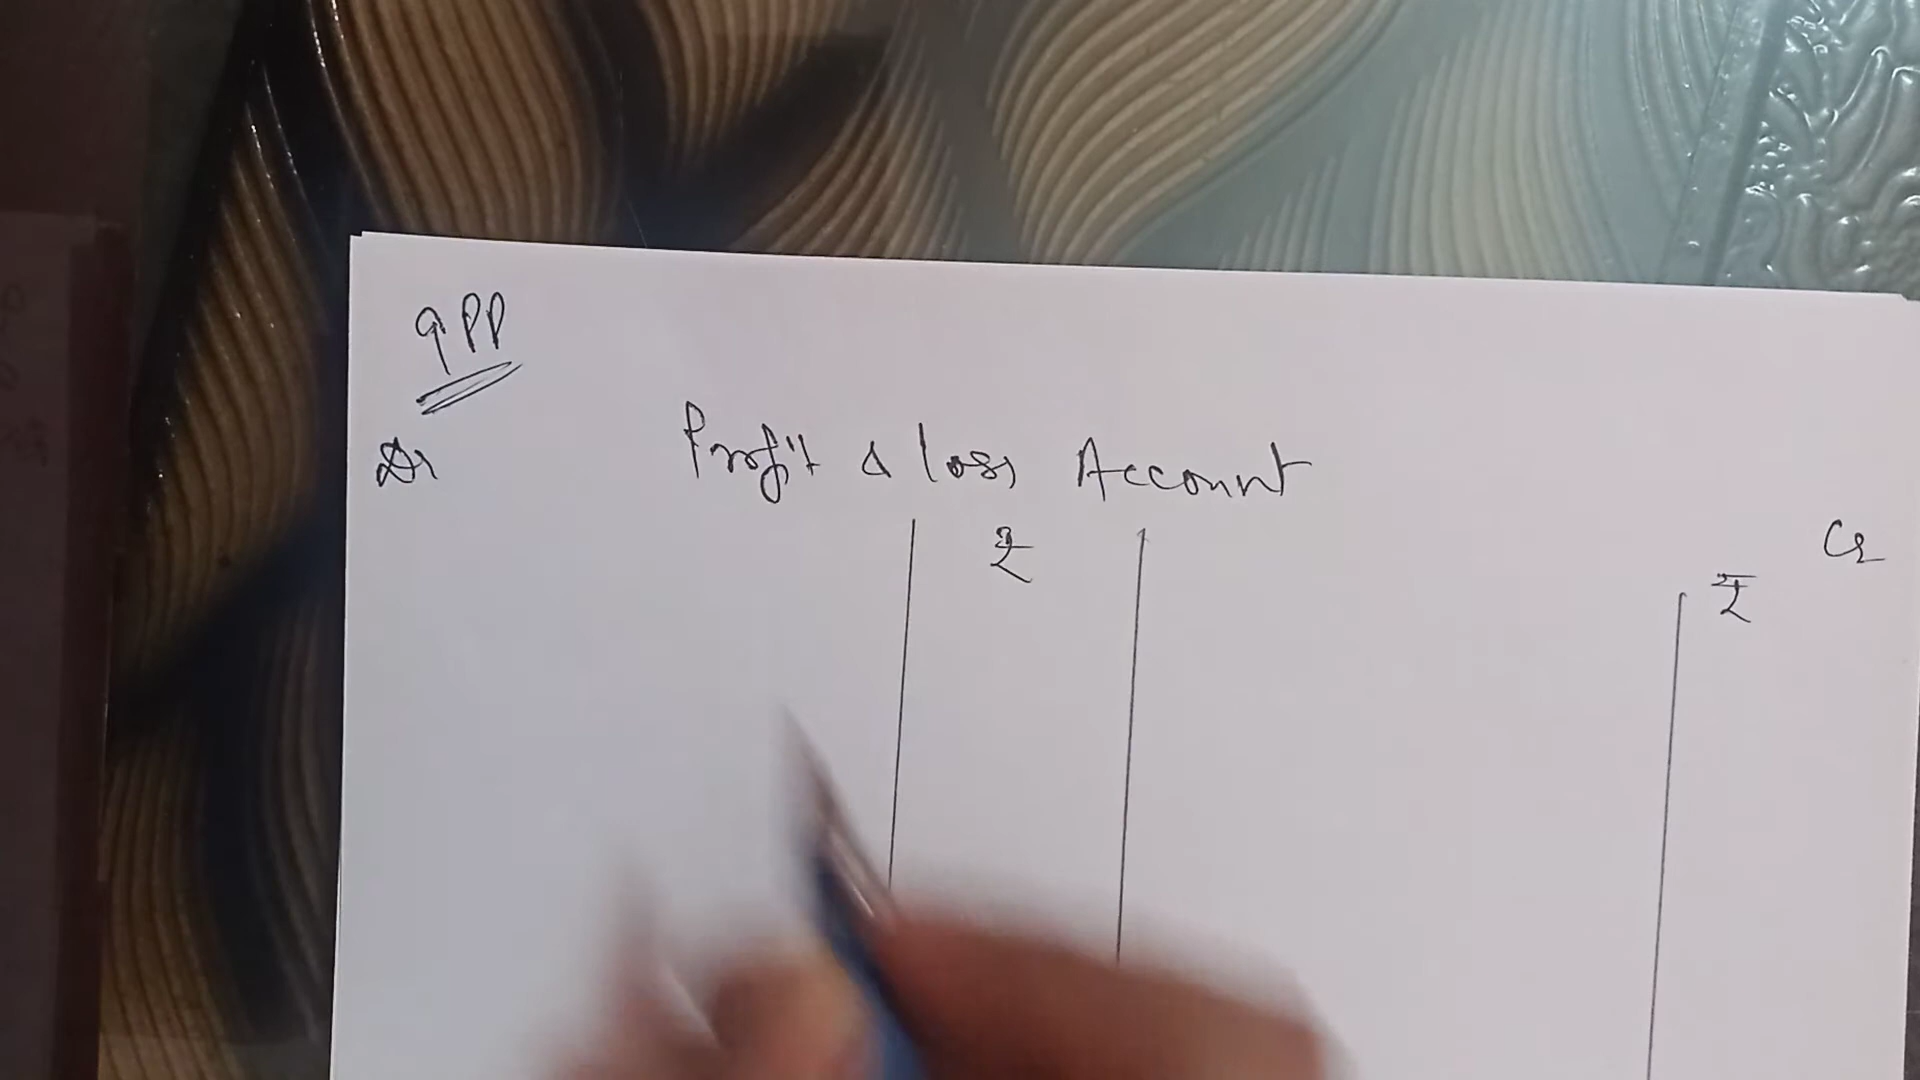 9PP
Dr Profit & loss Account
Cr
₹ ₹